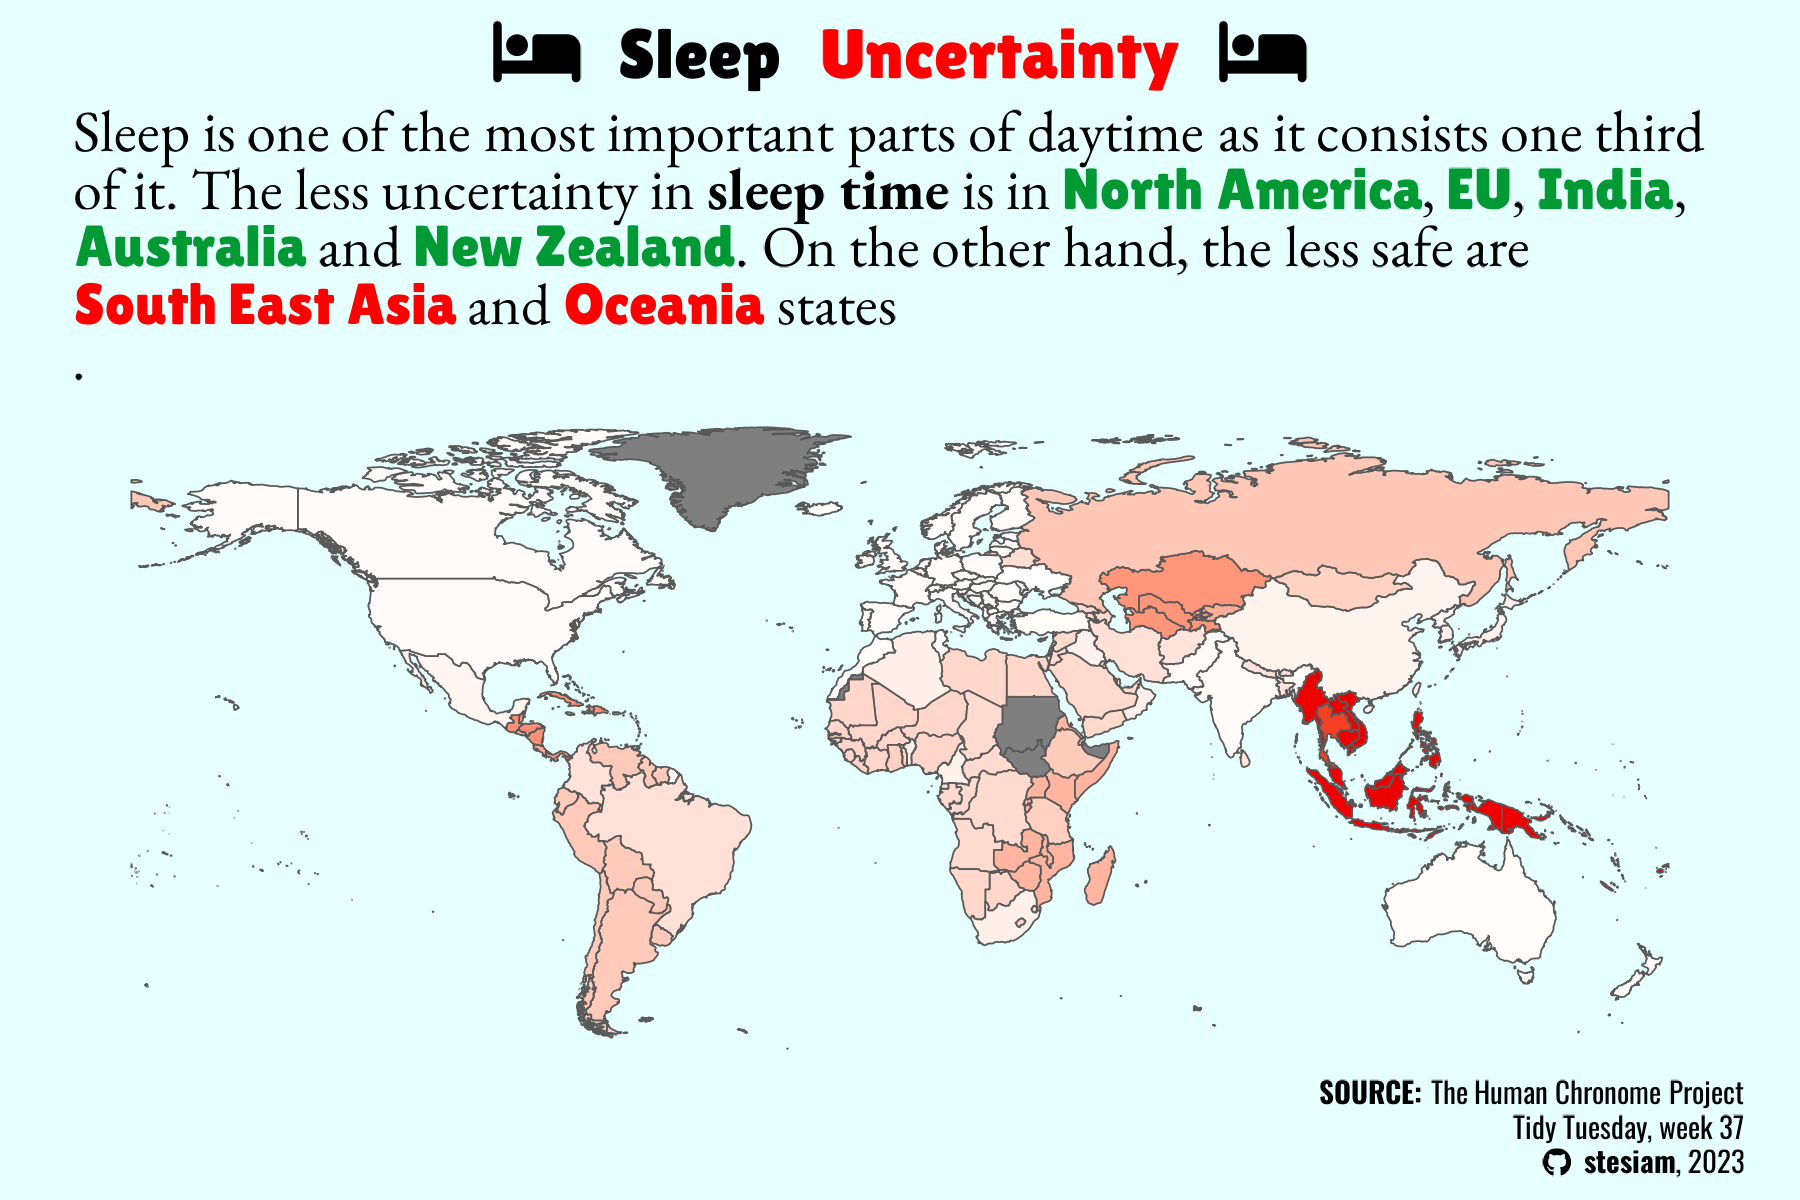 Sleep Uncertainty
Sleep is one of the most important parts of daytime as it consists one third
of it. The less uncertainty in sleep time is in North America, EU, India,
Australia and New Zealand. On the other hand, the less safe are
South East Asia and Oceania states
.
SOURCE: The Human Chronome Project
Tidy Tuesday, week 37
stesiam, 2023